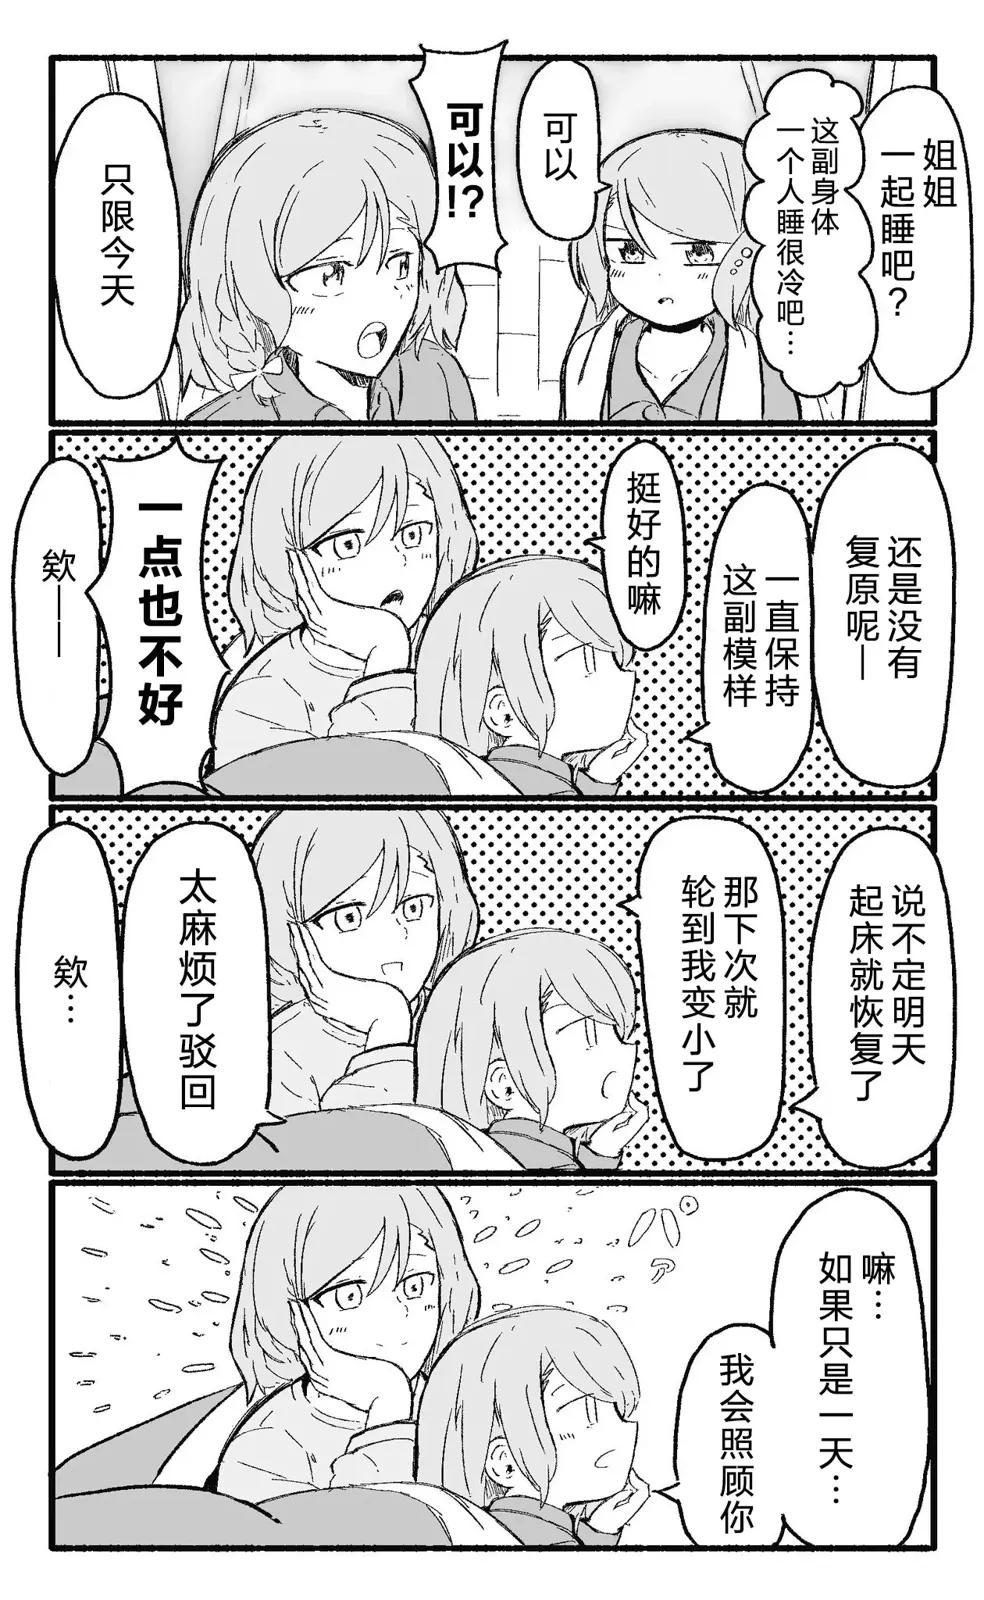 姐姐
一起睡吧？
这副身体
一个人睡很冷吧…
可以
可以!?
只限今天
还是没有
复原呢—
一直保持
这副模样
挺好的嘛
一点也不好
欸——
说不定明天
起床就恢复了
那下次就
轮到我变小了
太麻烦了驳回
欸…
嘛…
如果只是一天…
我会照顾你